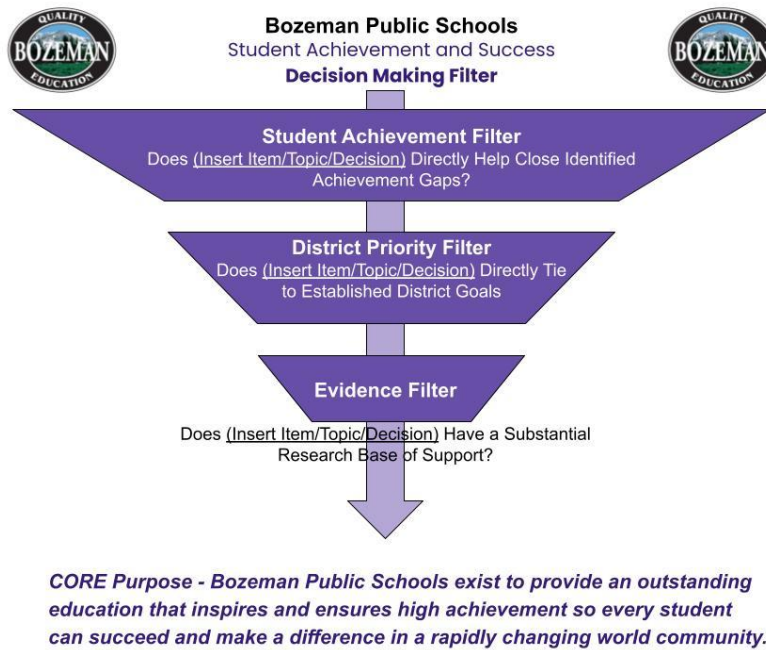 QUALITY
BOZEMAN
EDUCATION
Bozeman Public Schools
Student Achievement and Success
Decision Making Filter
QUALITY
BOZEMAN
EDUCATION
Student Achievement Filter
Does (Insert Item/Topic/Decision) Directly Help Close Identified
Achievement Gaps?
District Priority Filter
Does (Insert Item/Topic/Decision) Directly Tie
to Established District Goals
Evidence Filter
Does (Insert Item/Topic/Decision) Have a Substantial
Research Base of Support?
CORE Purpose - Bozeman Public Schools exist to provide an outstanding
education that inspires and ensures high achievement so every student
can succeed and make a difference in a rapidly changing world community.